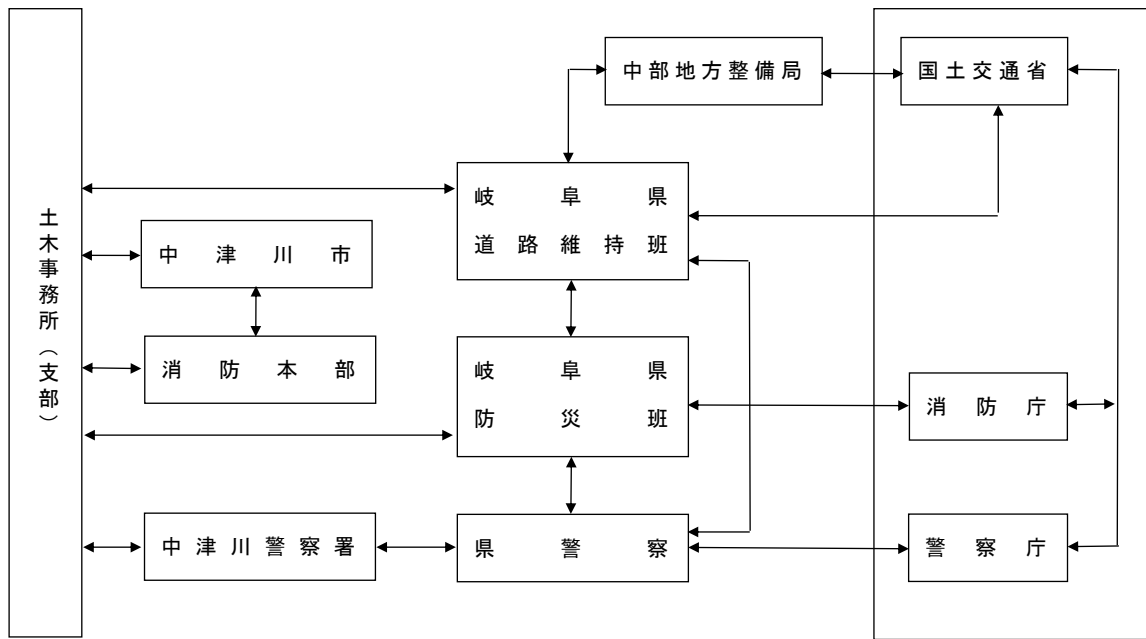 中部地方整備局
国土交通省
岐阜県
道路維持班
土木事務所（支部）
中津川市
消防本部
岐阜県
防災班
消防庁
中津川警察署
県警察
警察庁